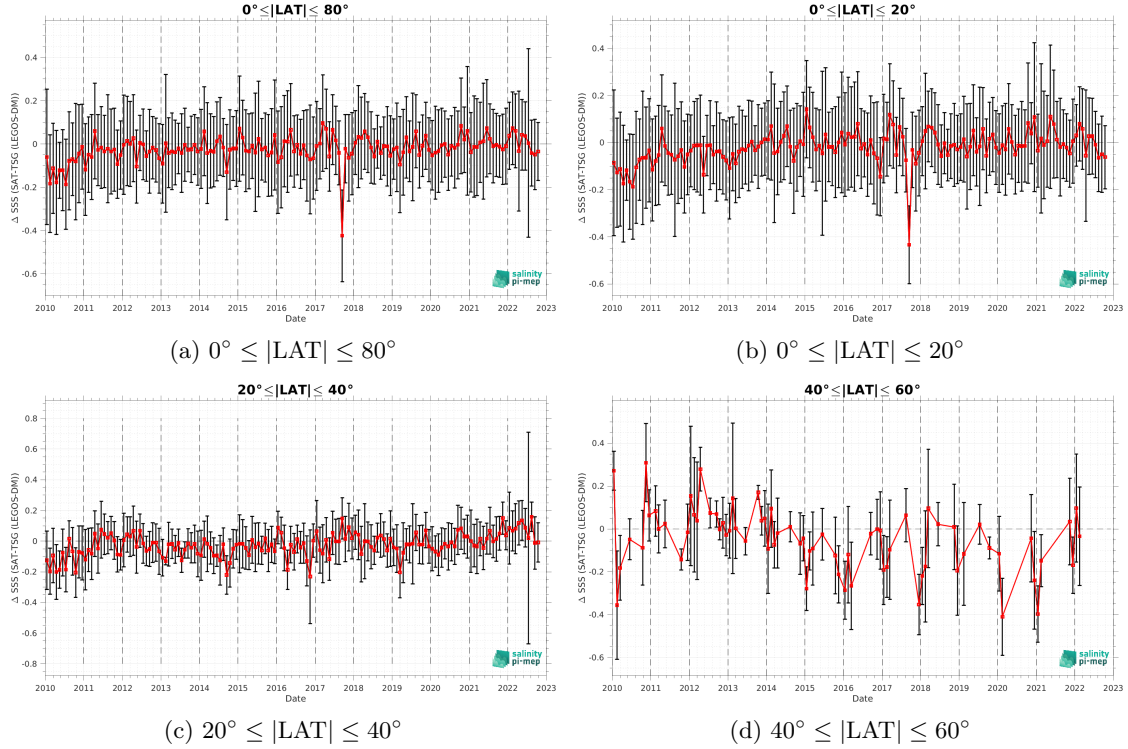 0°≤|LAT|≤ 80°
Δ SSS (SAT-TSG (LEGOS-DM))
0.4
0.2
0
-0.2
-0.4
-0.6
2010 2011 2012 2013 2014 2015 2016 2017 2018 2019 2020 2021 2022 2023
Date
salinity
pi-mep
(a) 0° ≤ |LAT| ≤ 80°
0°≤|LAT|≤ 20°
Δ SSS (SAT-TSG (LEGOS-DM))
0.4
0.2
0
-0.2
-0.4
-0.6
2010 2011 2012 2013 2014 2015 2016 2017 2018 2019 2020 2021 2022 2023
Date
salinity
pi-mep
(b) 0° ≤ |LAT| ≤ 20°
20°≤|LAT|≤ 40°
Δ SSS (SAT-TSG (LEGOS-DM))
0.8
0.6
0.4
0.2
0
-0.2
-0.4
-0.6
-0.8
2010 2011 2012 2013 2014 2015 2016 2017 2018 2019 2020 2021 2022 2023
Date
salinity
pi-mep
(c) 20° ≤ |LAT| ≤ 40°
40°≤|LAT|≤ 60°
Δ SSS (SAT-TSG (LEGOS-DM))
0.4
0.2
0
-0.2
-0.4
-0.6
2010 2011 2012 2013 2014 2015 2016 2017 2018 2019 2020 2021 2022 2023
Date
salinity
pi-mep
(d) 40° ≤ |LAT| ≤ 60°